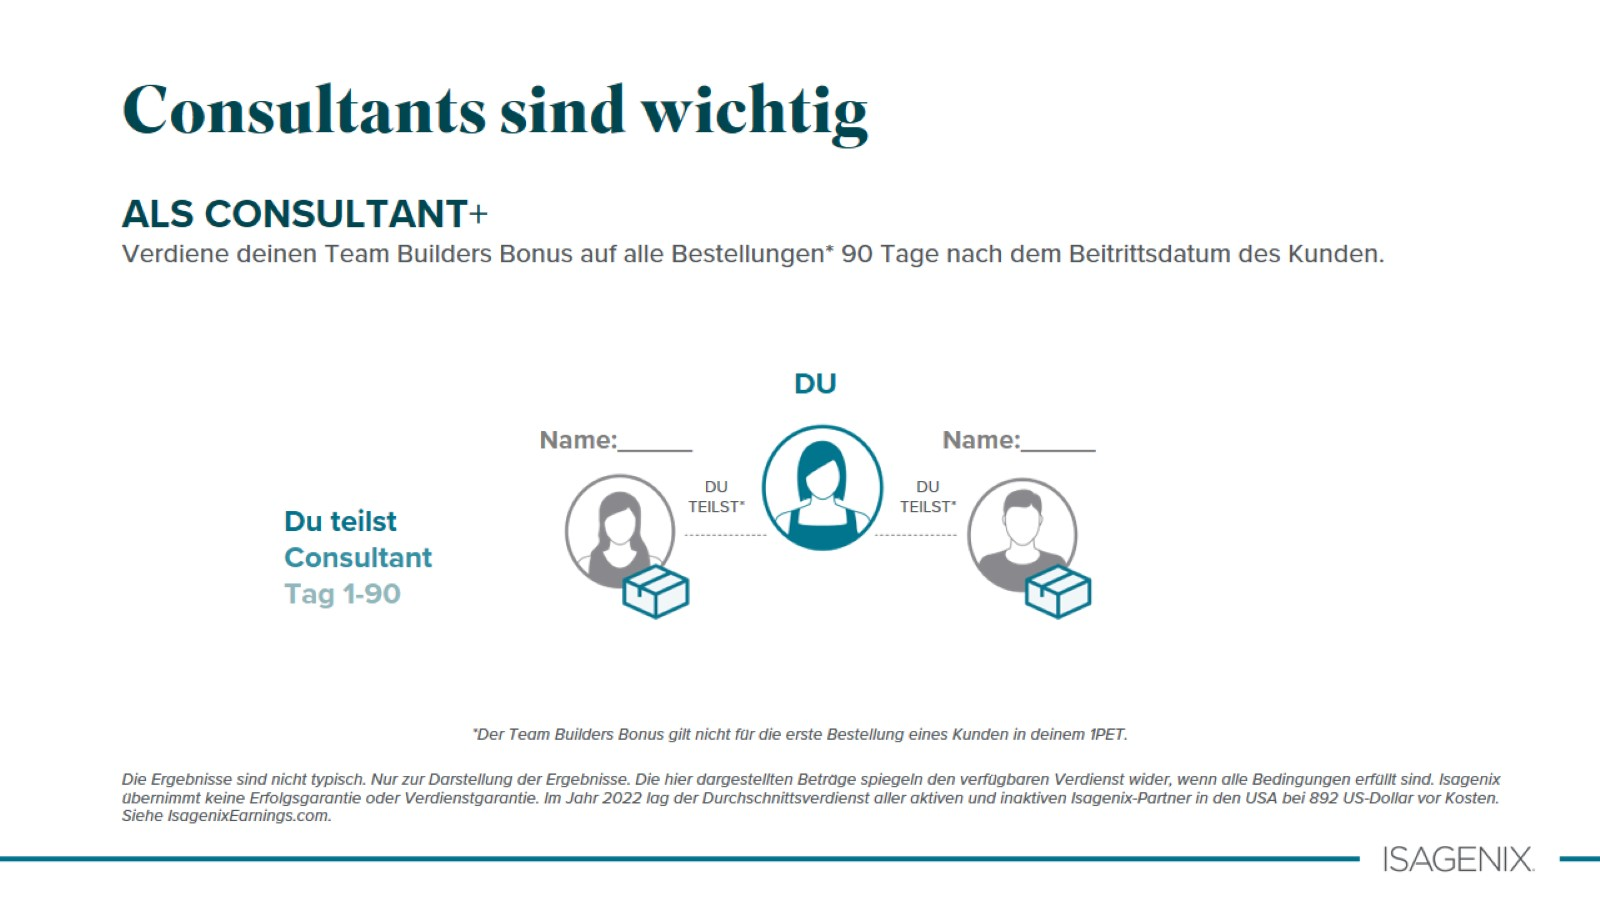 Consultants sind wichtig
ALS CONSULTANT+
Verdiene deinen Team Builders Bonus auf alle Bestellungen* 90 Tage nach dem Beitrittsdatum des Kunden.
DU
Name:______
Name:______
DU
TEILST*
DU
TEILST*
Du teilst
Consultant
Tag 1-90
*Der Team Builders Bonus gilt nicht für die erste Bestellung eines Kunden in deinem 1PET.
Die Ergebnisse sind nicht typisch. Nur zur Darstellung der Ergebnisse. Die hier dargestellten Beträge spiegeln den verfügbaren Verdienst wider, wenn alle Bedingungen erfüllt sind. Isagenix
übernimmt keine Erfolgsgarantie oder Verdienstgarantie. Im Jahr 2022 lag der Durchschnittsverdienst aller aktiven und inaktiven Isagenix-Partner in den USA bei 892 US-Dollar vor Kosten.
Siehe IsagenixEarnings.com.
ISAGENIX.